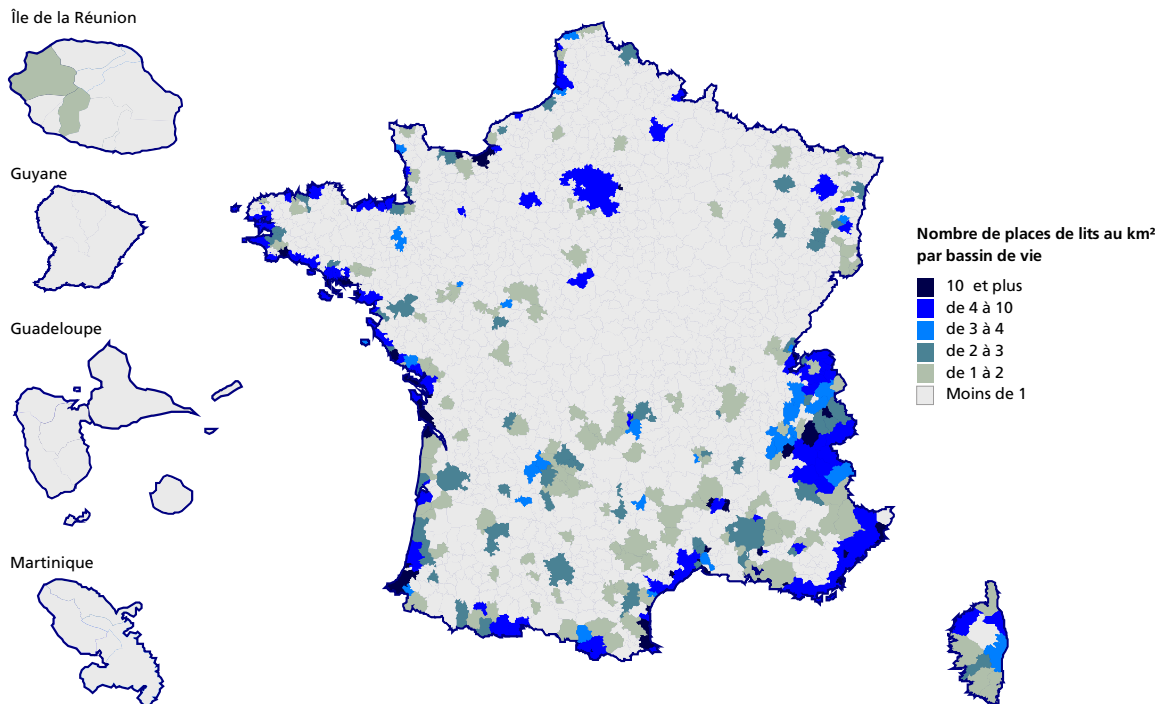 Île de la Réunion
Guyane
Guadeloupe
Martinique
Nombre de places de lits au km²
par bassin de vie
10 et plus
de 4 à 10
de 3 à 4
de 2 à 3
de 1 à 2
Moins de 1